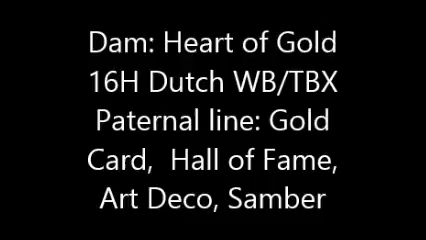 Dam: Heart of Gold
16H Dutch WB/TBX
Paternal line: Gold
Card,  Hall of Fame,
Art Deco, Samber